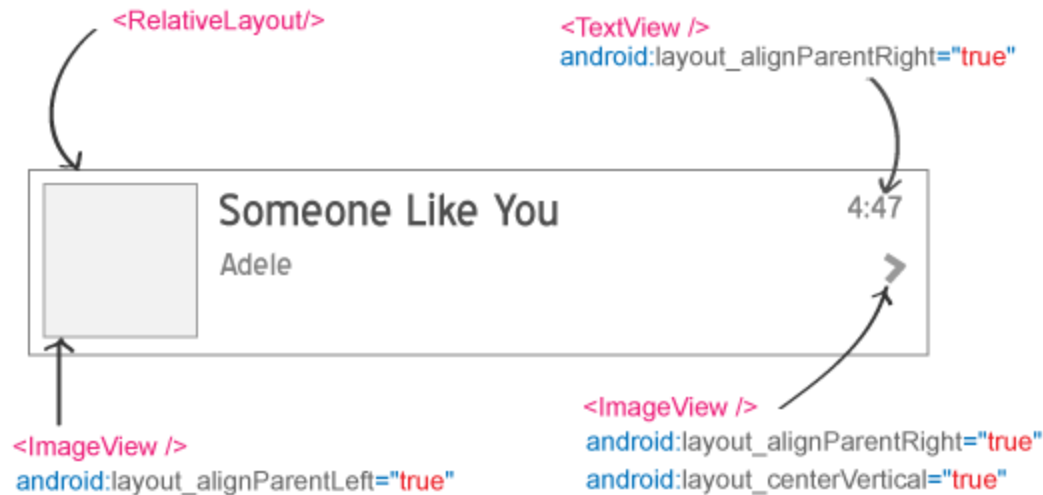 <RelativeLayout/>
<TextView />
android:layout_alignParentRight="true"
Someone Like You
4:47
Adele
<ImageView />
android:layout_alignParentLeft="true"
<ImageView />
android:layout_alignParentRight="true"
android:layout_centerVertical="true"